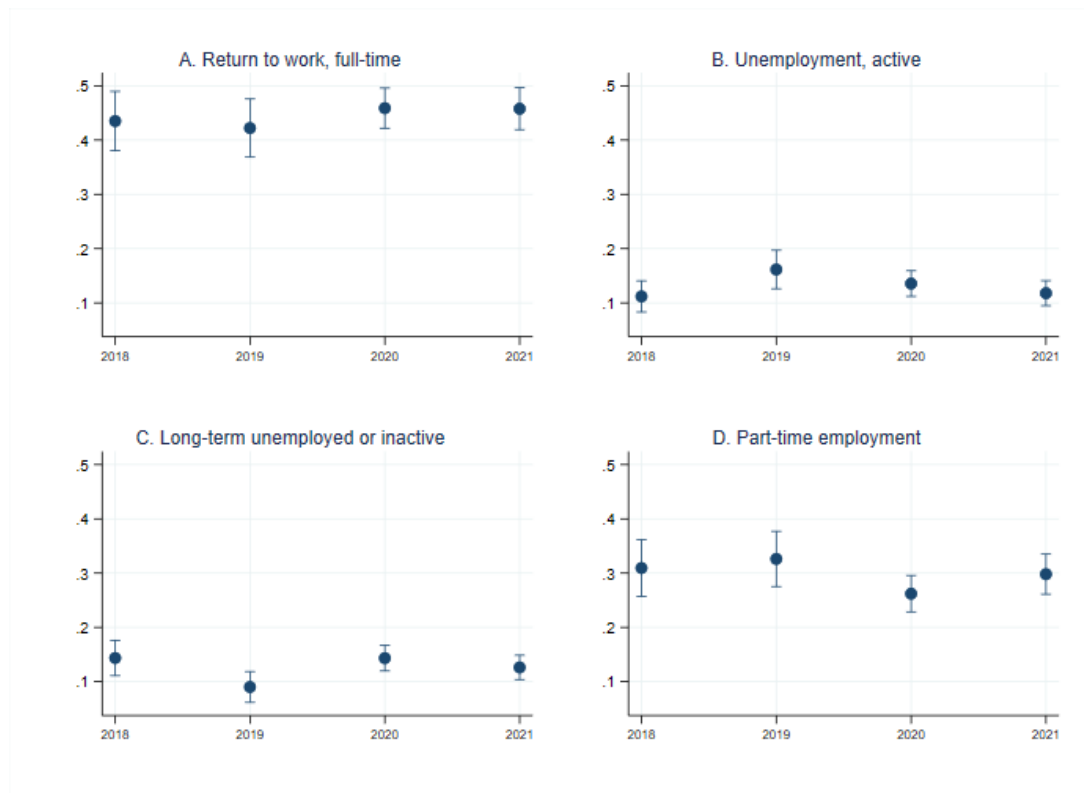 A. Return to work, full-time
.5
.4
.3
.2
.1
2018 2019 2020 2021
B. Unemployment, active
.5
.4
.3
.2
.1
2018 2019 2020 2021
C. Long-term unemployed or inactive
.5
.4
.3
.2
.1
2018 2019 2020 2021
D. Part-time employment
.5
.4
.3
.2
.1
2018 2019 2020 2021